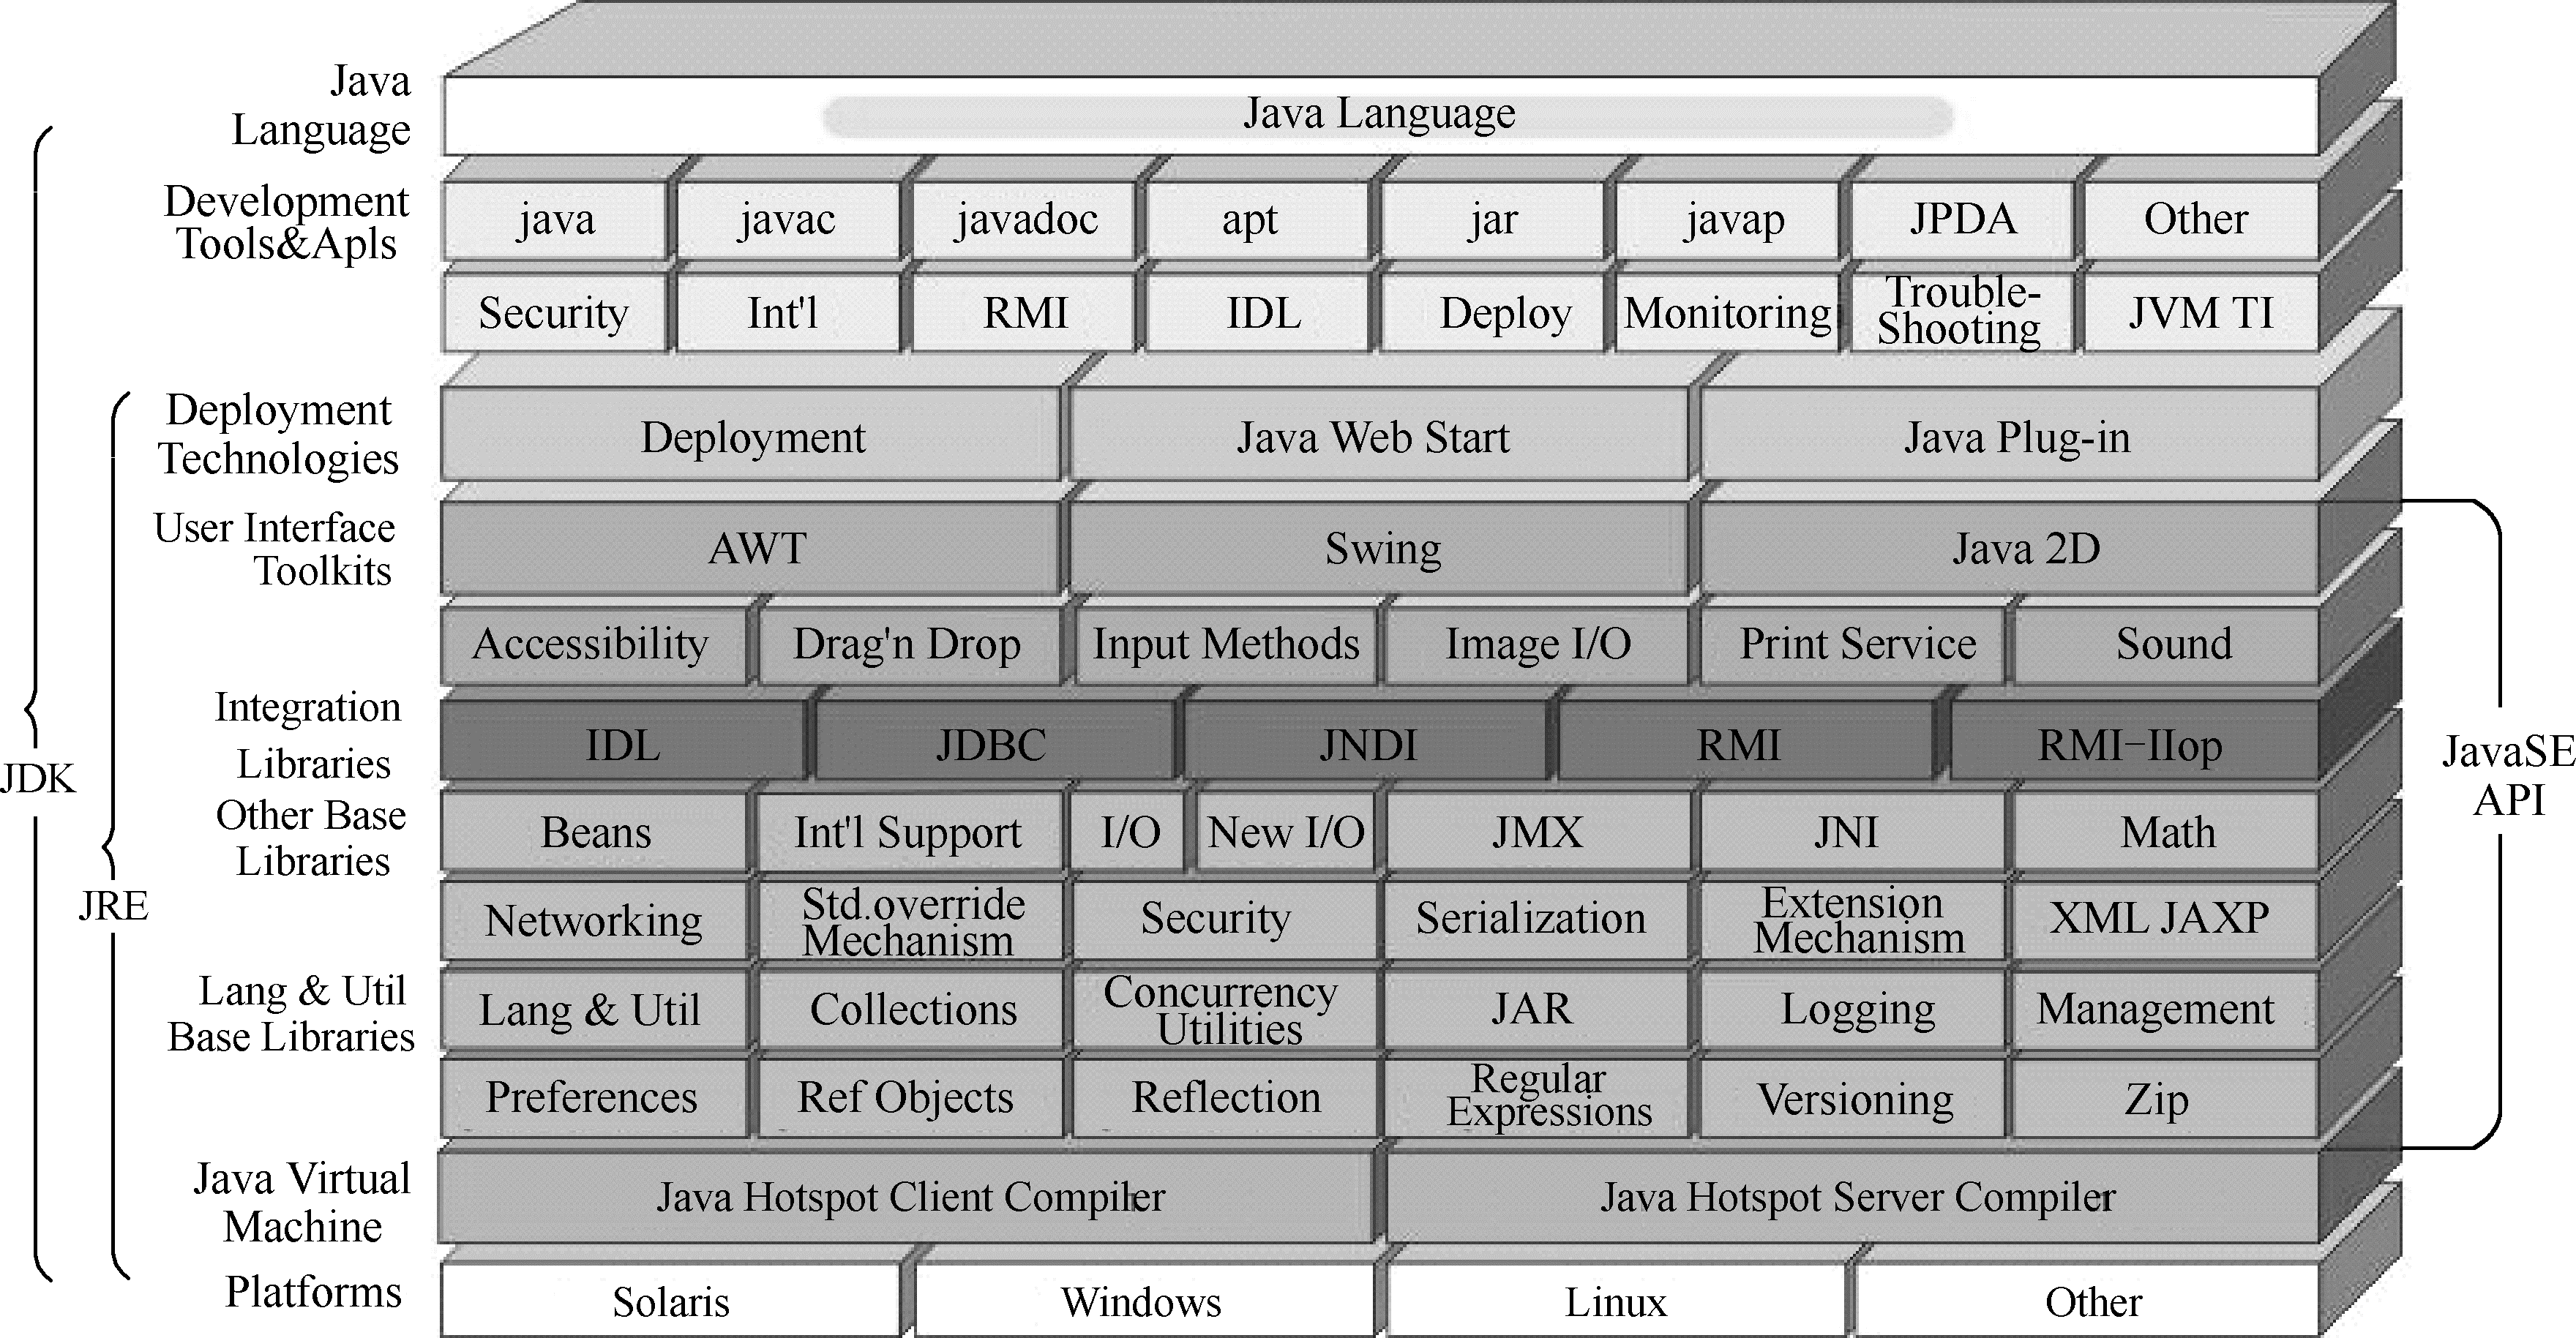 Java
Language
Java Language
Development
Tools&Apls
java javac javadoc apt jar javap JPDA Other
Security Int'l RMI IDL Deploy Monitoring Trouble-
Shooting JVM TI
Deployment
Technologies
Deployment Java Web Start Java Plug-in
User Interface
Toolkits
AWT Swing Java 2D
Accessibility Drag'n Drop Input Methods Image I/O Print Service Sound
Integration
Libraries
IDL JDBC JNDI RMI RMI-IIop
JDK
JavaSE
API
Other Base
Libraries
Beans Int'l Support I/O New I/O JMX JNI Math
JRE
Networking Std.override
Mechanism Security Serialization Extension
Mechanism XML JAXP
Lang & Util
Base Libraries
Lang & Util Collections Concurrency
Utilities JAR Logging Management
Preferences Ref Objects Reflection Regular
Expressions Versioning Zip
Java Virtual
Machine
Java Hotspot Client Compiler Java Hotspot Server Compiler
Platforms
Solaris Windows Linux Other